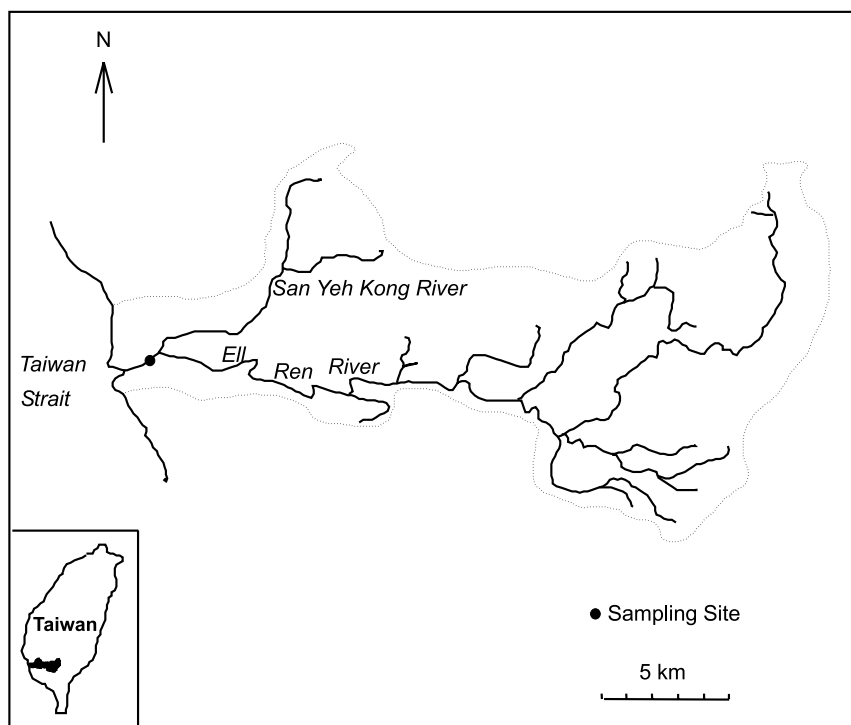 N
San Yeh Kong River
Ell
Ren
River
Taiwan
Strait
Taiwan
Sampling Site
5 km